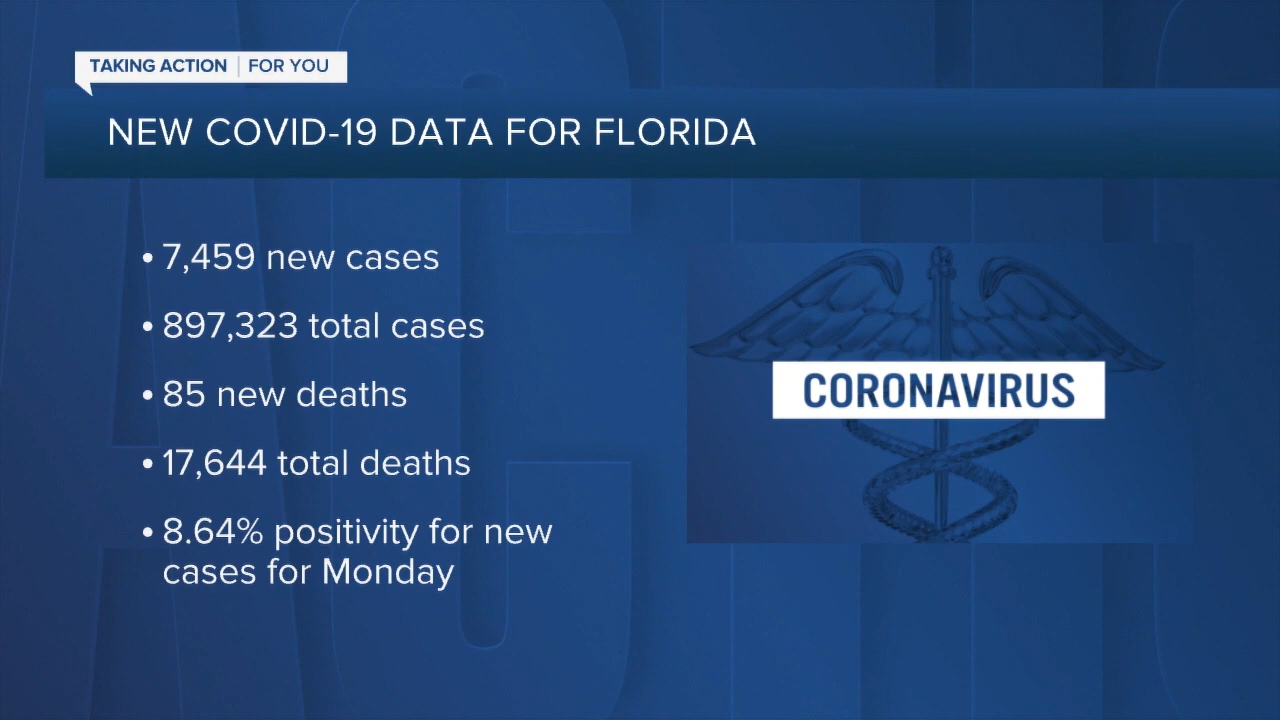 TAKING ACTION | FOR YOU
NEW COVID-19 DATA FOR FLORIDA
• 7,459 new cases
• 897,323 total cases
• 85 new deaths
• 17,644 total deaths
• 8.64% positivity for new
cases for Monday
CORONAVIRUS